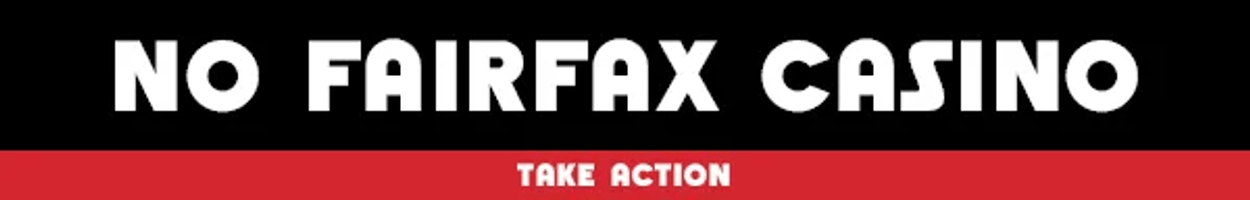 NO FAIRFAX CASINO
TAKE ACTION